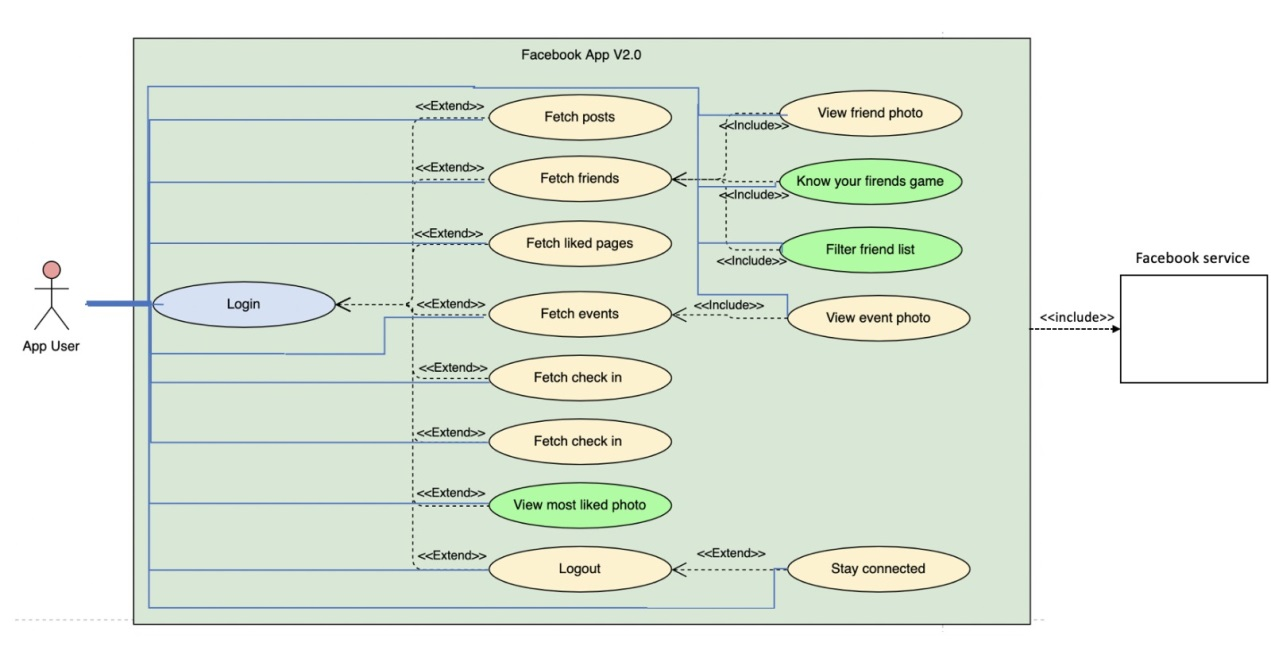 Facebook App V2.0
<<Extend>>
Fetch posts
View friend photo
<<Include>>
<<Extend>>
Fetch friends
Know your firends game
<<Include>>
<<Extend>>
Fetch liked pages
Filter friend list
<<Include>>
Facebook service
Login
<<Extend>>
Fetch events
<<Include>>
View event photo
<<include>>
App User
<<Extend>>
Fetch check in
<<Extend>>
Fetch check in
<<Extend>>
View most liked photo
<<Extend>>
Logout
<<Extend>>
Stay connected